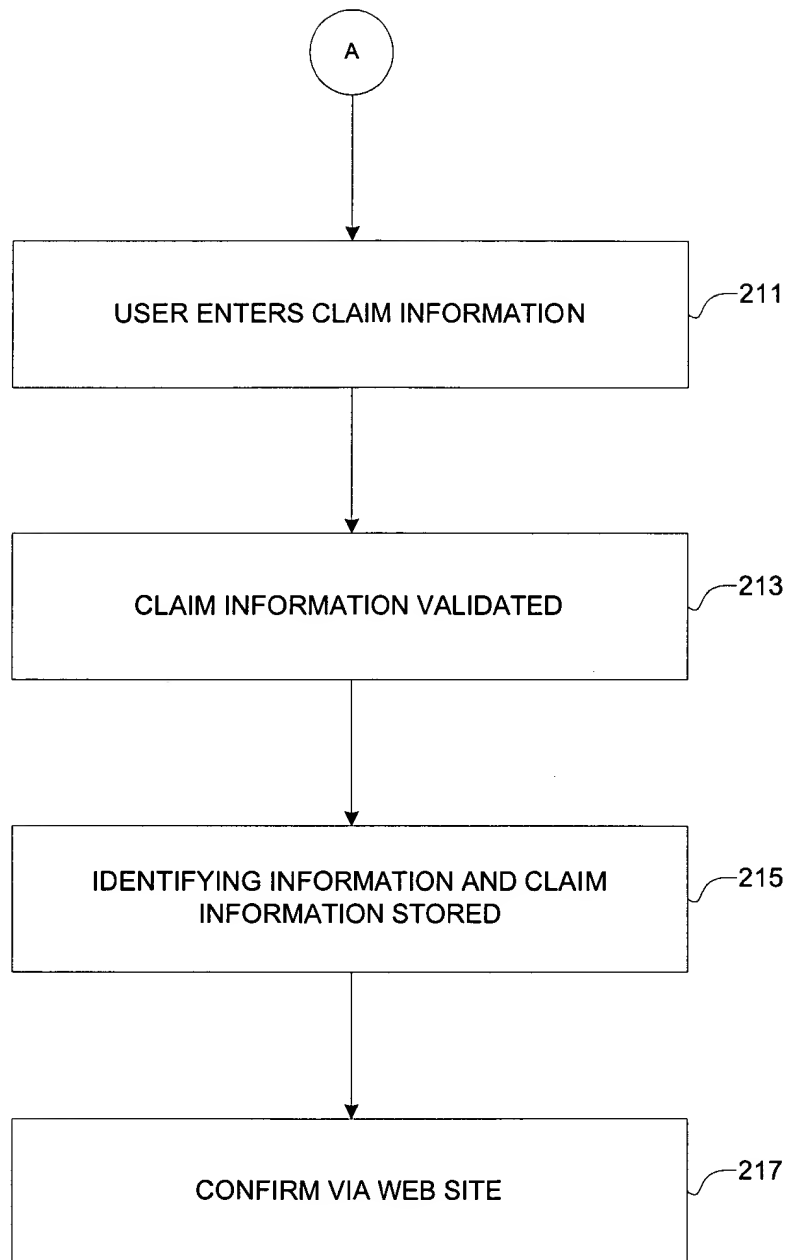 A
USER ENTERS CLAIM INFORMATION
211
CLAIM INFORMATION VALIDATED
213
IDENTIFYING INFORMATION AND CLAIM
INFORMATION STORED
215
CONFIRM VIA WEB SITE
217